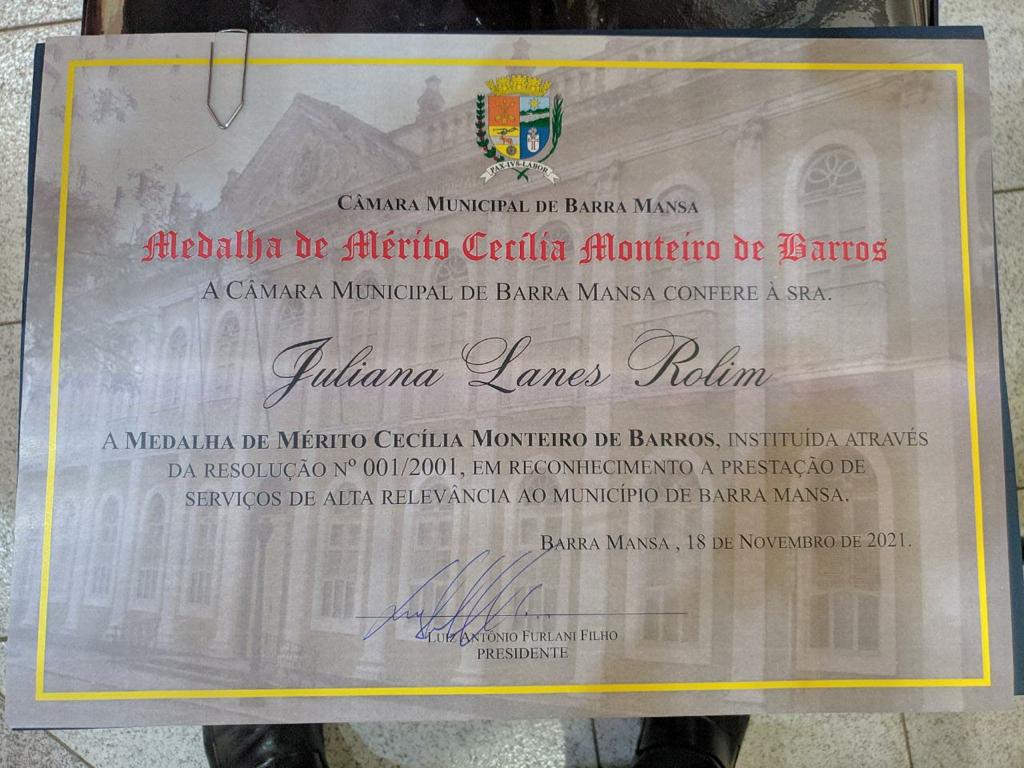 PAX-IVS-LABOR
CÂMARA MUNICIPAL DE BARRA MANSA
Medalha de Mérito Cecília Monteiro de Barros
A CÂMARA MUNICIPAL DE BARRA MANSA CONFERE À SRA.
Juliana Lanes Rolim
A MEDALHA DE MÉRITO CECÍLIA MONTEIRO DE BARROS, INSTITUÍDA ATRAVÉS
DA RESOLUÇÃO Nº 001/2001, EM RECONHECIMENTO A PRESTAÇÃO DE
SERVIÇOS DE ALTA RELEVÂNCIA AO MUNICÍPIO DE BARRA MANSA.
BARRA MANSA , 18 DE NOVEMBRO DE 2021.
LUIZ ANTÔNIO FURLANI FILHO
PRESIDENTE